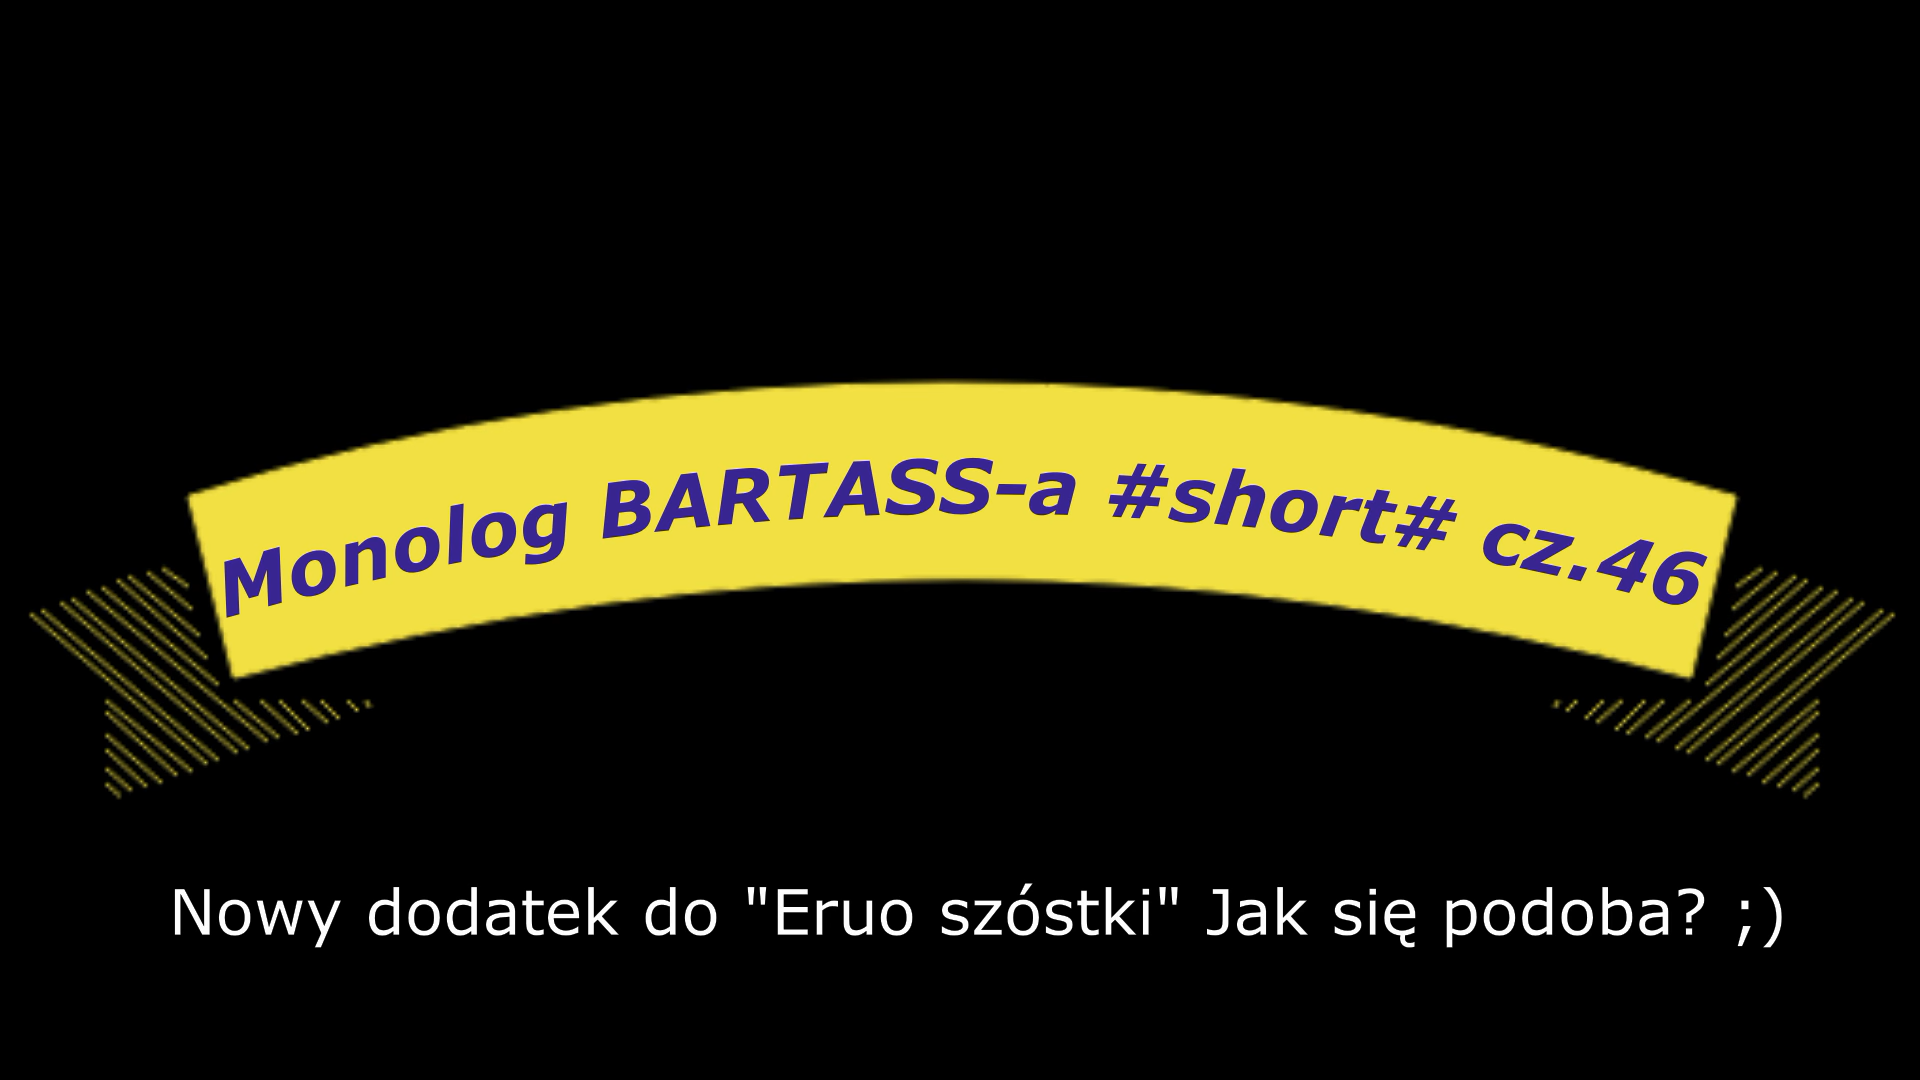 Monolog BARTASS-a #short# cz.46
Nowy dodatek do "Eruo szóstki" Jak się podoba? ;)